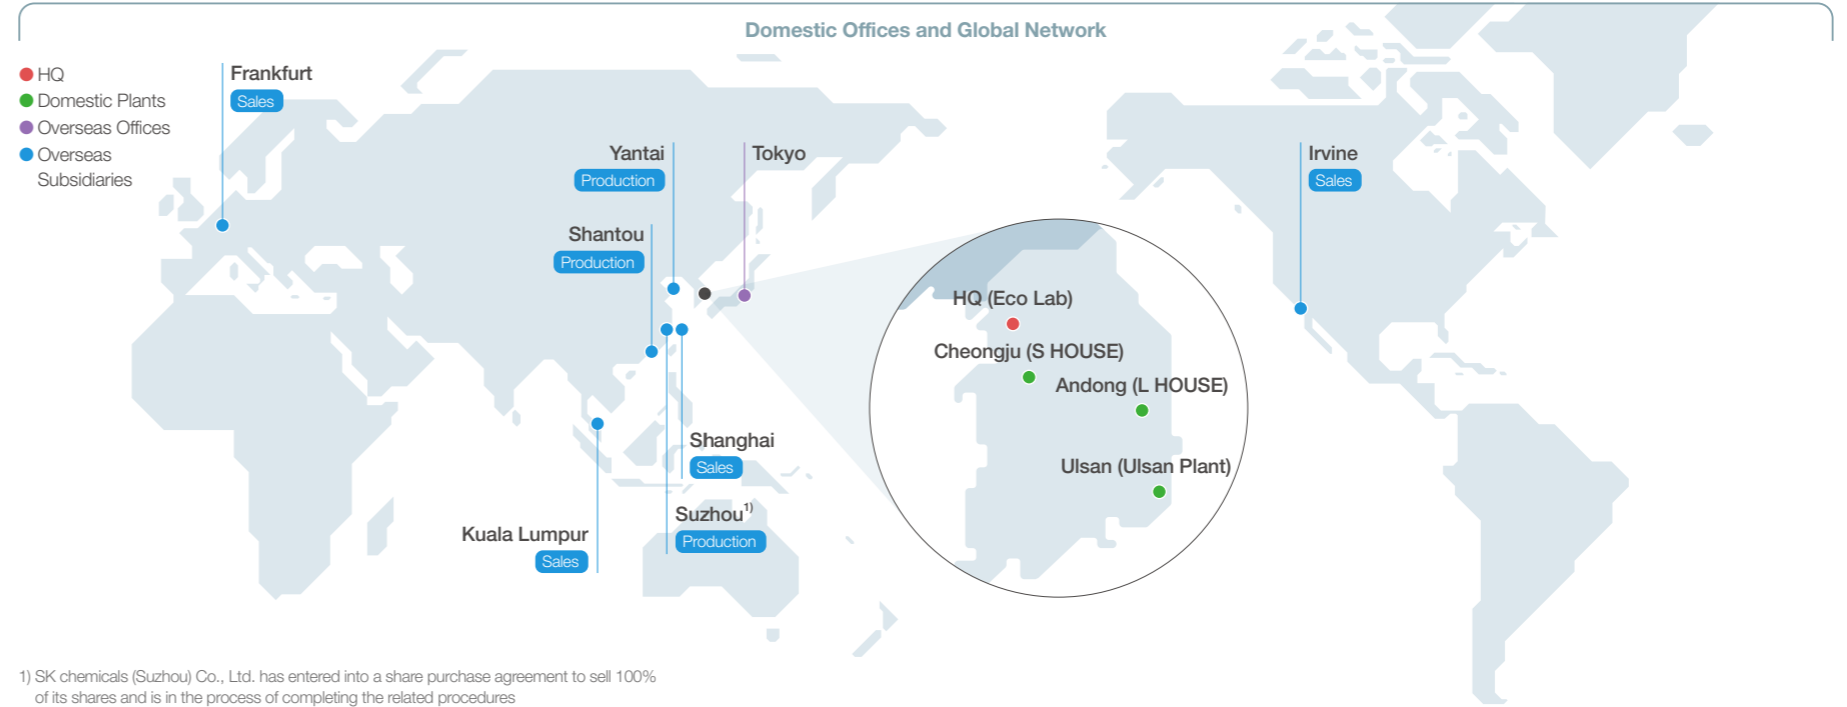 Domestic Offices and Global Network
HQ
Domestic Plants
Overseas Offices
Overseas
Subsidiaries
Frankfurt
Sales
Yantai
Production
Tokyo
Shantou
Production
Irvine
Sales
HQ (Eco Lab)
Cheongju (S HOUSE)
Andong (L HOUSE)
Ulsan (Ulsan Plant)
Shanghai
Sales
Suzhou1)
Production
Kuala Lumpur
Sales
1) SK chemicals (Suzhou) Co., Ltd. has entered into a share purchase agreement to sell 100%
of its shares and is in the process of completing the related procedures